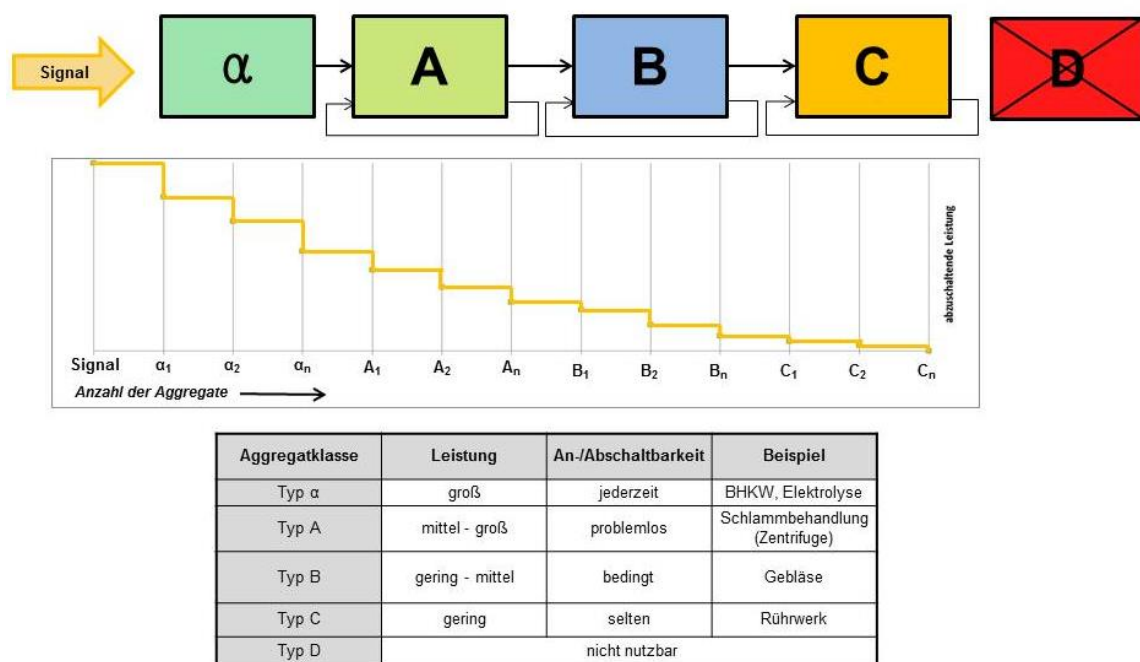 Signal
α
A
B
C
D
abzuschaltende Leistung
Signal α1 α2 αn A1 A2 An B1 B2 Bn C1 C2 Cn
Anzahl der Aggregate
Aggregatklasse Leistung An-/Abschaltbarkeit Beispiel
Typ α groß jederzeit BHKW, Elektrolyse
Typ A mittel - groß problemlos Schlammbehandlung
(Zentrifuge)
Typ B gering - mittel bedingt Gebläse
Typ C gering selten Rührwerk
Typ D nicht nutzbar